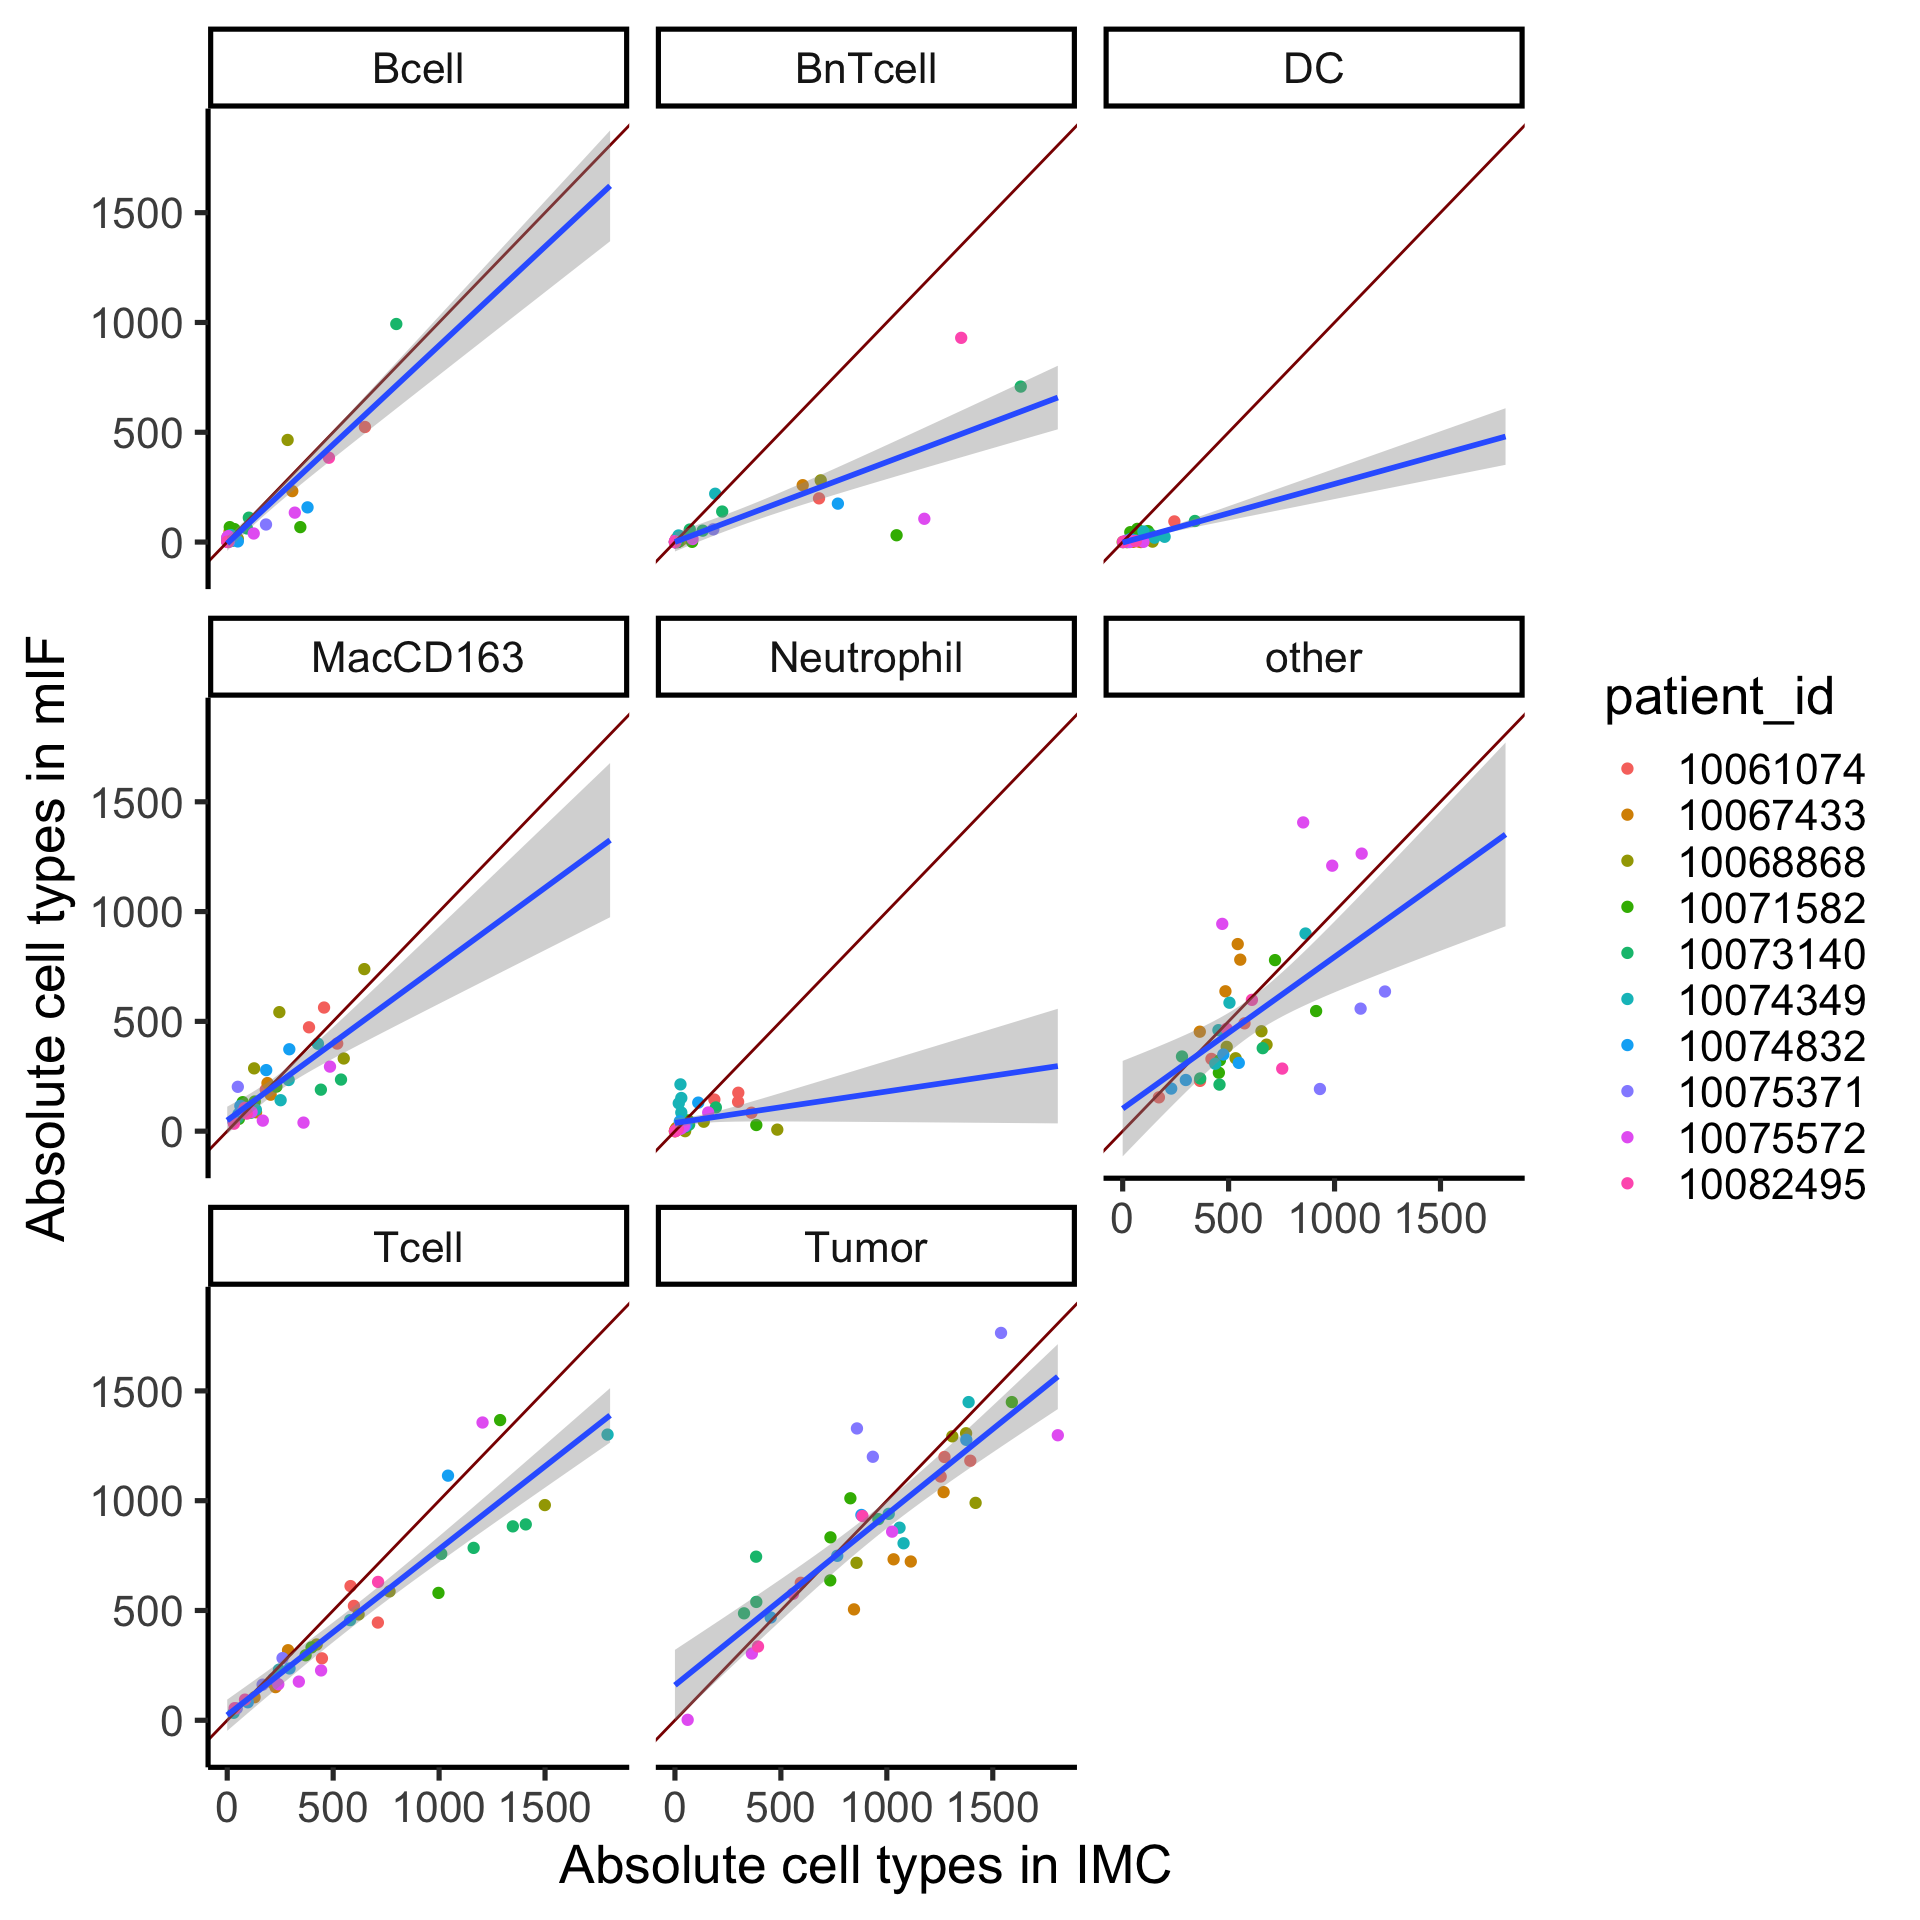 Bcell
BnTcell
DC
1500
1000
500
0
MacCD163
Neutrophil
other
1500
1000
500
0
0 500 1000 1500
Tcell
Tumor
1500
1000
500
0
0 500 1000 1500
0 500 1000 1500
Absolute cell types in IMC
Absolute cell types in mIF
patient_id
10061074
10067433
10068868
10071582
10073140
10074349
10074832
10075371
10075572
10082495